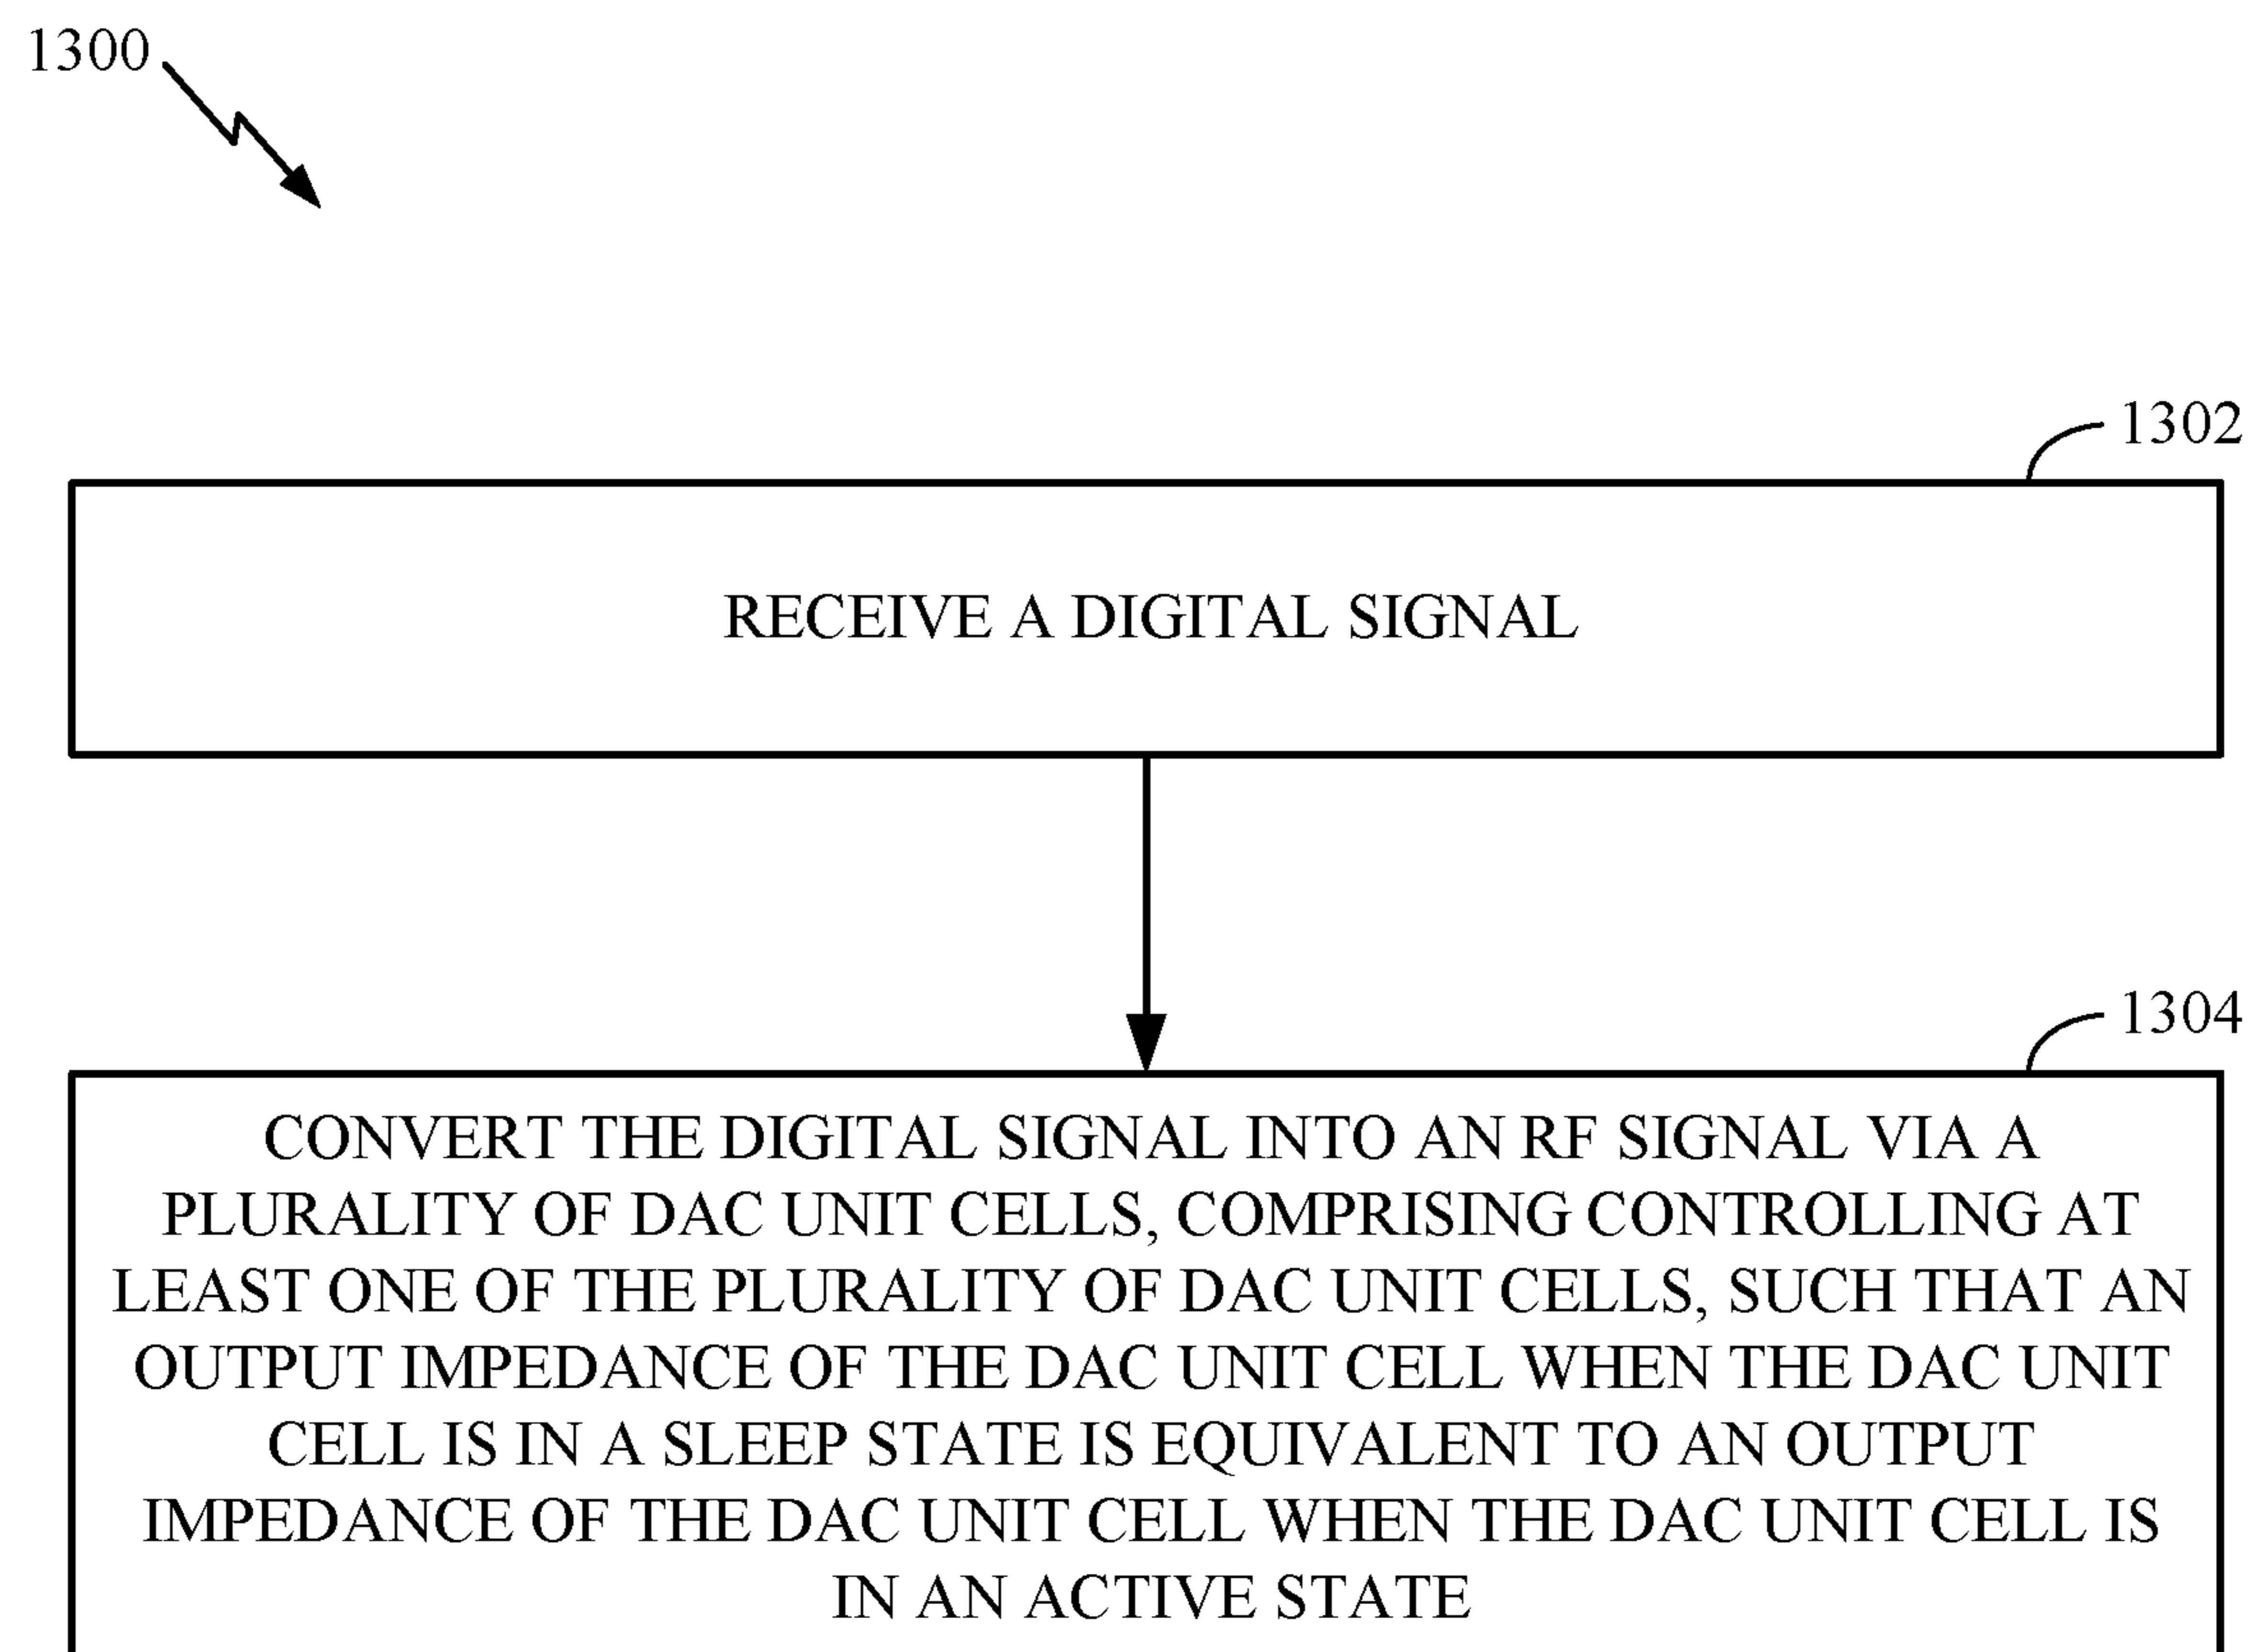 1300
1302
RECEIVE A DIGITAL SIGNAL
1304
CONVERT THE DIGITAL SIGNAL INTO AN RF SIGNAL VIA A
PLURALITY OF DAC UNIT CELLS, COMPRISING CONTROLLING AT
LEAST ONE OF THE PLURALITY OF DAC UNIT CELLS, SUCH THAT AN
OUTPUT IMPEDANCE OF THE DAC UNIT CELL WHEN THE DAC UNIT
CELL IS IN A SLEEP STATE IS EQUIVALENT TO AN OUTPUT
IMPEDANCE OF THE DAC UNIT CELL WHEN THE DAC UNIT CELL IS
IN AN ACTIVE STATE